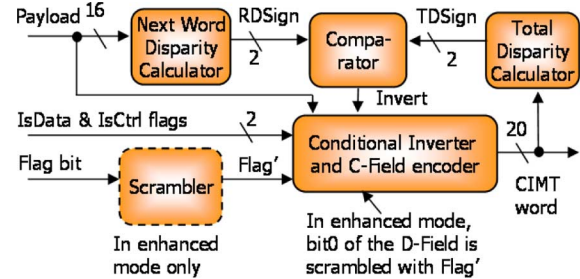 Payload
16
Next Word
Disparity
Calculator
RDSign
2
Compa-
rator
TDSign
2
Total
Disparity
Calculator
Invert
IsData & IsCtrl flags
2
Conditional Inverter
and C-Field encoder
20
CIMT
word
Flag bit
Scrambler
Flag’
In enhanced
mode only
In enhanced mode,
bit0 of the D-Field is
scrambled with Flag’